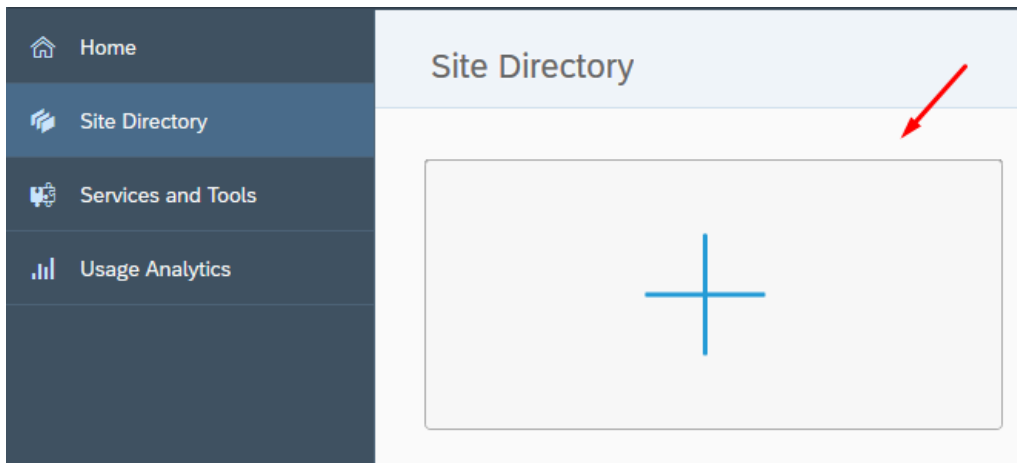 Home
Site Directory
Services and Tools
Usage Analytics
Site Directory